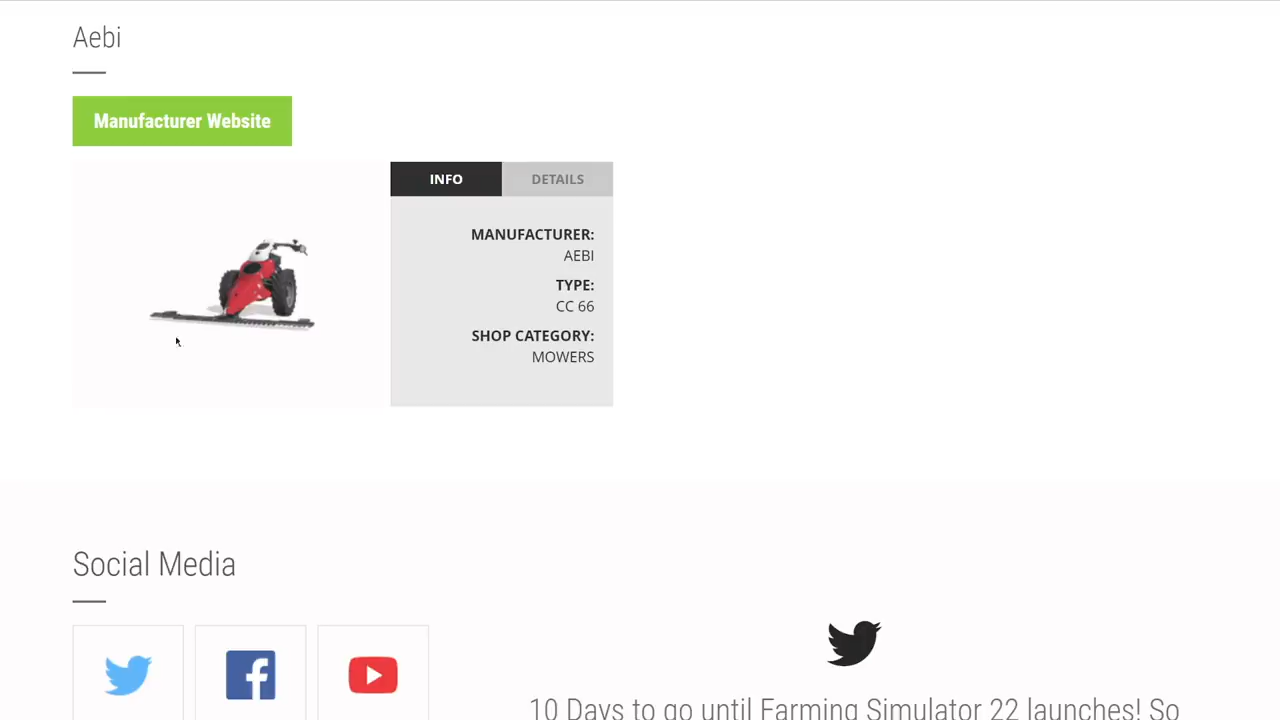 Aebi
Manufacturer Website
INFO
DETAILS
MANUFACTURER:
AEBI
TYPE:
CC 66
SHOP CATEGORY:
MOWERS
Social Media
10 Days to go until Farming Simulator 22 launches! So